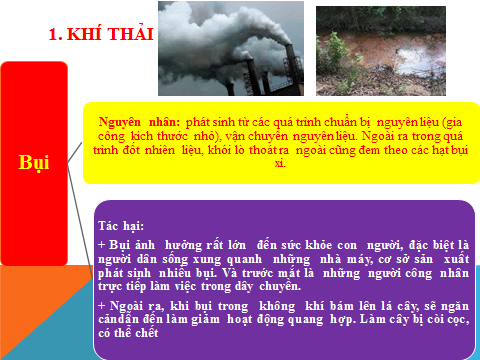 1. KHÍ THẢI
Bụi
Nguyên nhân: phát sinh từ các quá trình chuẩn bị nguyên liệu (gia
công kích thước nhỏ), vận chuyển nguyên liệu. Ngoài ra trong quá
trình đốt nhiên liệu, khói lò thoát ra ngoài cũng đem theo các hạt bụi
xỉ.
Tác hại:
+ Bụi ảnh hưởng rất lớn đến sức khỏe con người, đặc biệt là
người dân sống xung quanh những nhà máy, cơ sở sản xuất
phát sinh nhiều bụi. Và trước mắt là những người công nhân
trực tiếp làm việc trong dây chuyền.
+ Ngoài ra, khi bụi trong không khí bám lên lá cây, sẽ ngăn
cảndẫn đến làm giảm hoạt động quang hợp. Làm cây bị còi cọc,
có thể chết